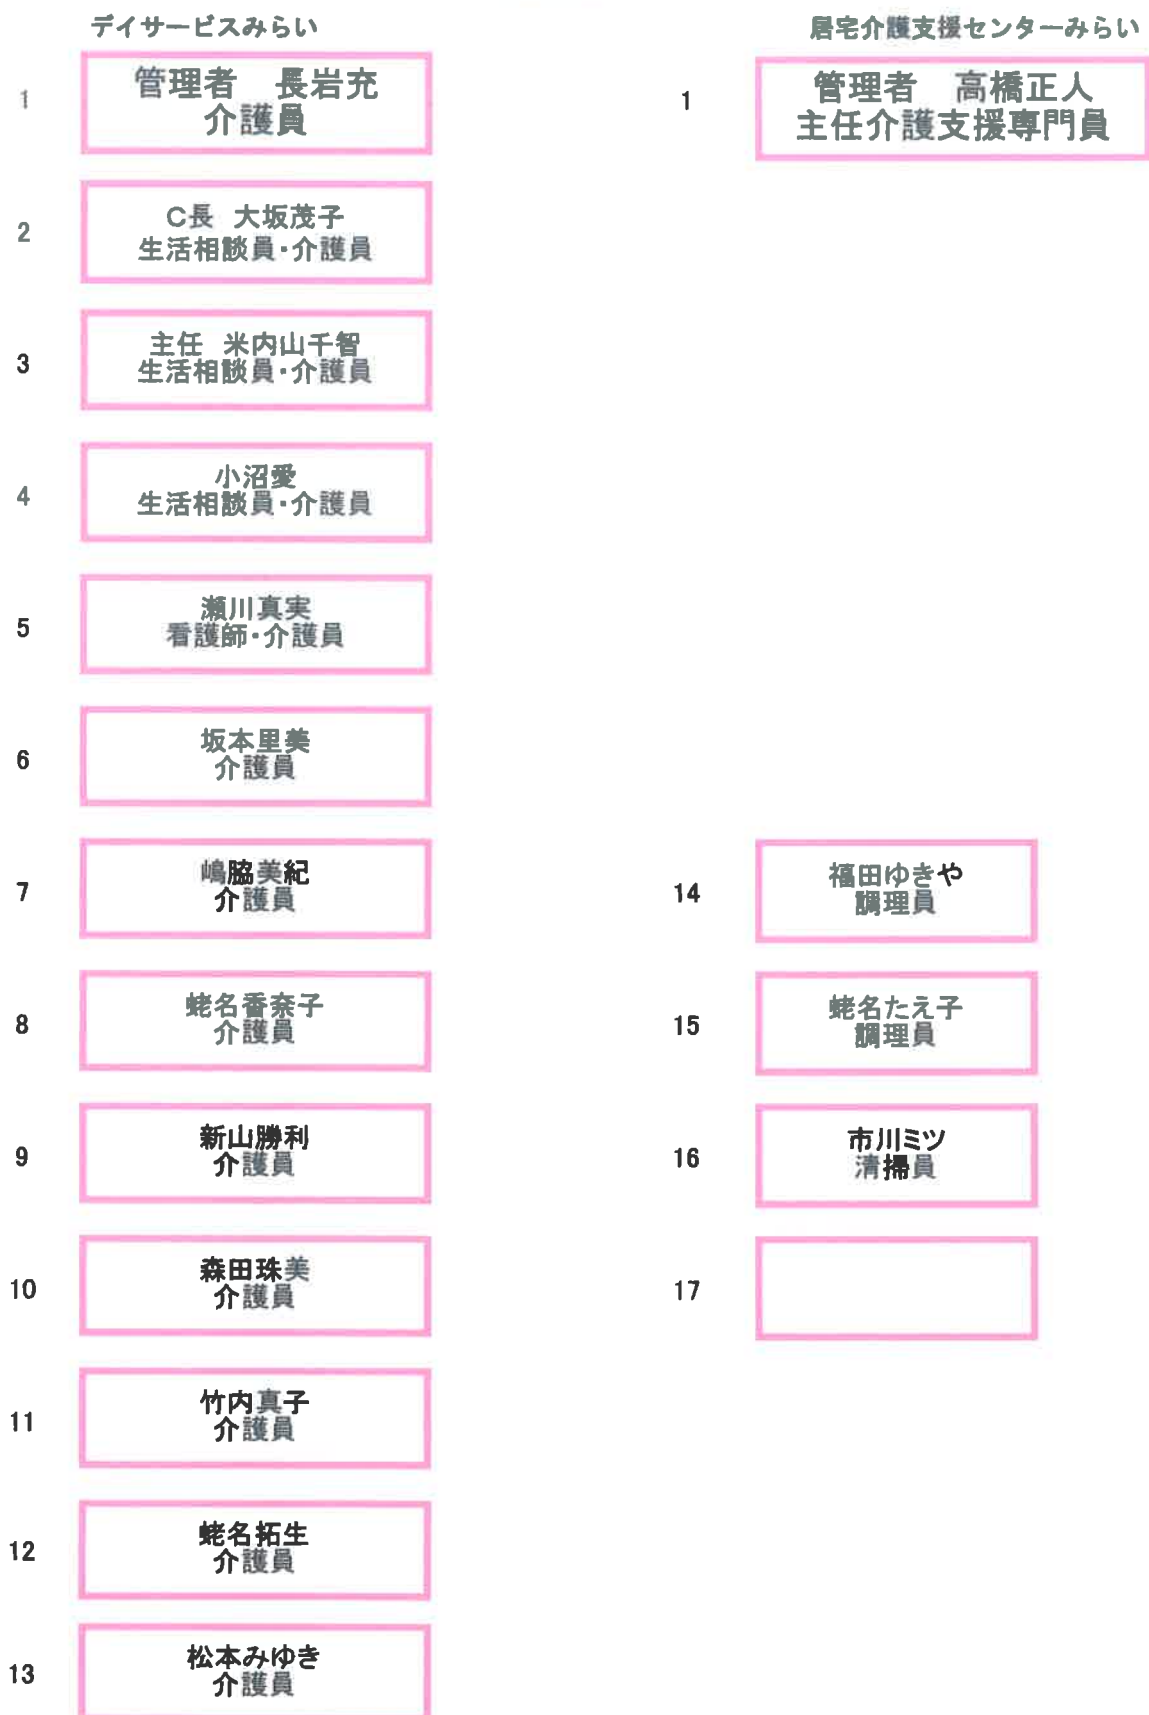 デイサービスみらい
1
管理者 長岩充
介護員
2
C長 大坂茂子
生活相談員・介護員
3
主任 米内山千智
生活相談員・介護員
4
小沼愛
生活相談員・介護員
5
瀬川真実
看護師・介護員
6
坂本里美
介護員
7
嶋脇美紀
介護員
8
蛯名香奈子
介護員
9
新山勝利
介護員
10
森田珠美
介護員
11
竹内真子
介護員
12
蛯名拓生
介護員
13
松本みゆき
介護員
居宅介護支援センターみらい
1
管理者 高橋正人
主任介護支援専門員
14
福田ゆきや
調理員
15
蛯名たえ子
調理員
16
市川ミツ
清掃員
17